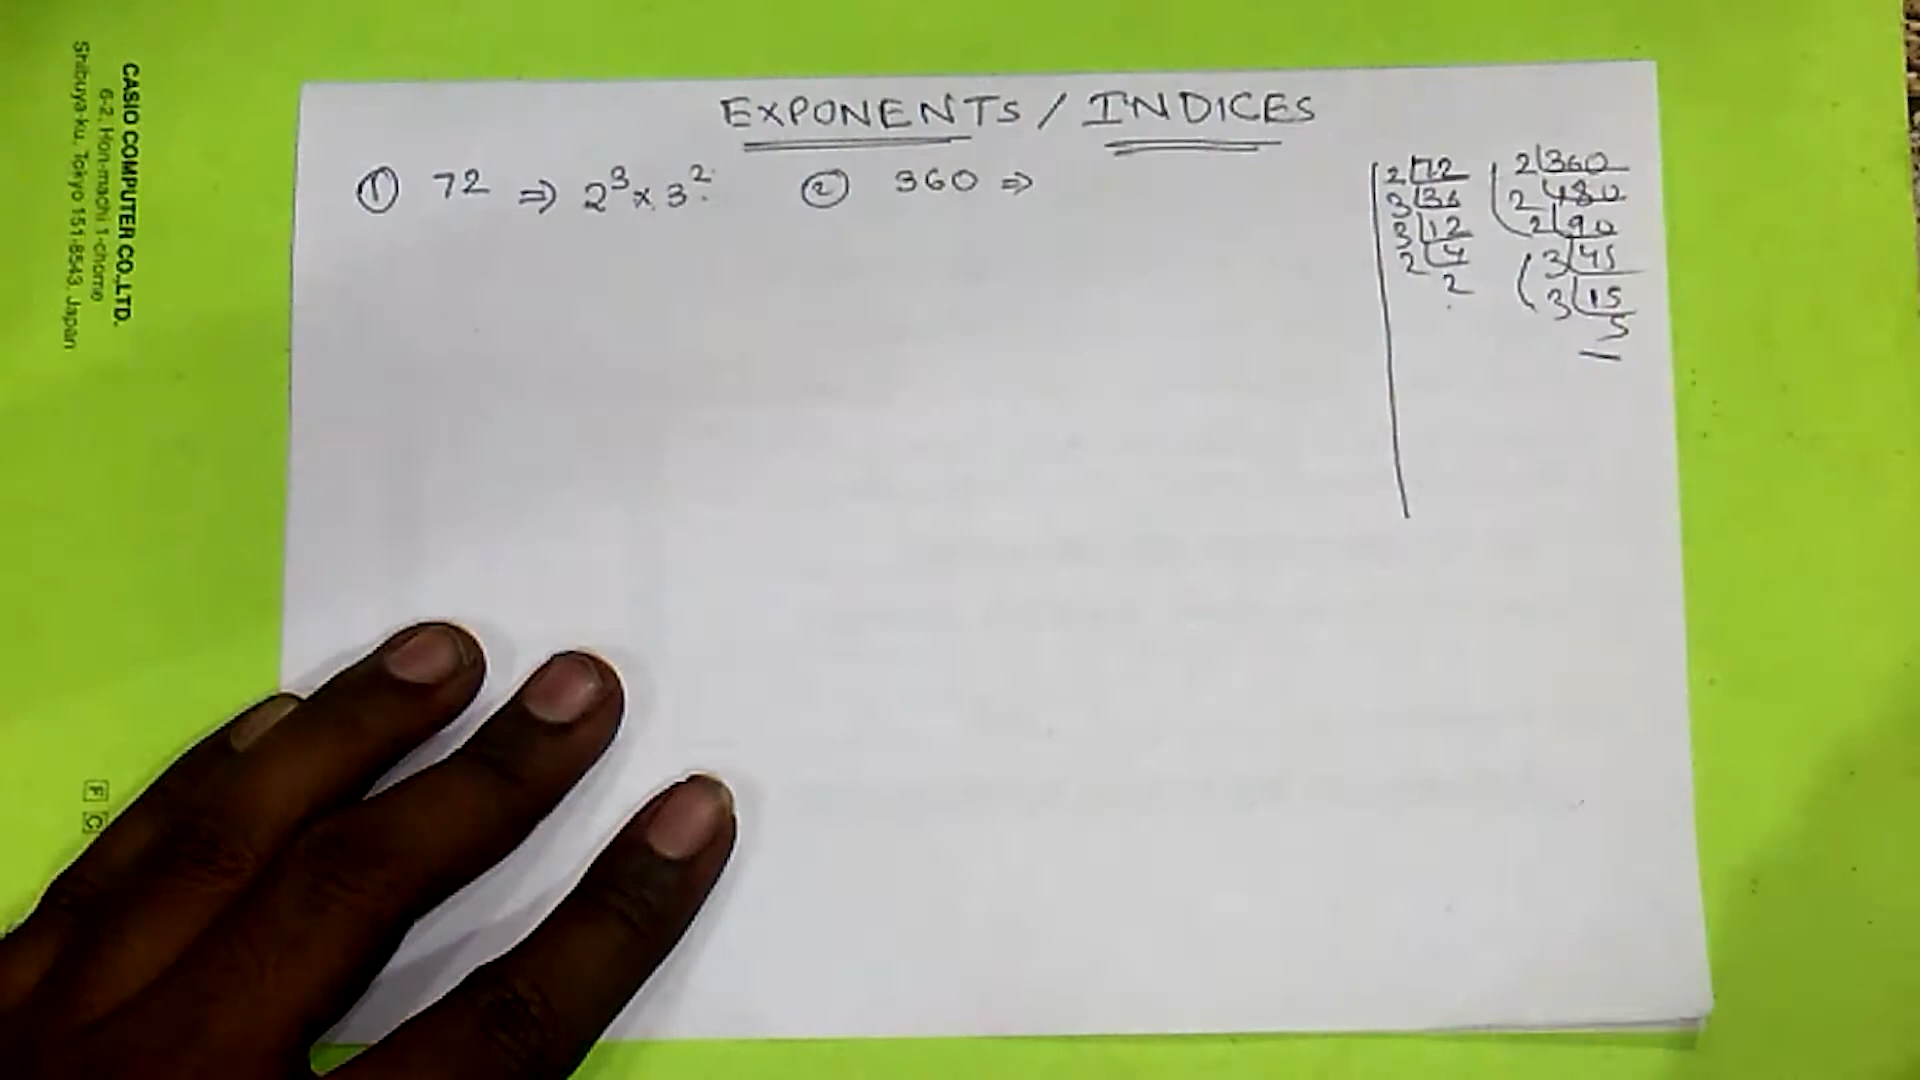 EXPONENTS / INDICES
① 72 ⇒ 2³ × 3².
② 360 ⇒
2 72
3 36
3 12
2 4
2
2 360
2 180
2 90
3 45
3 15
5
CASIO COMPUTER CO.,LTD.
6-2, Hon-machi 1-chome
Shibuya-ku, Tokyo 151-8543, Japan
F
C